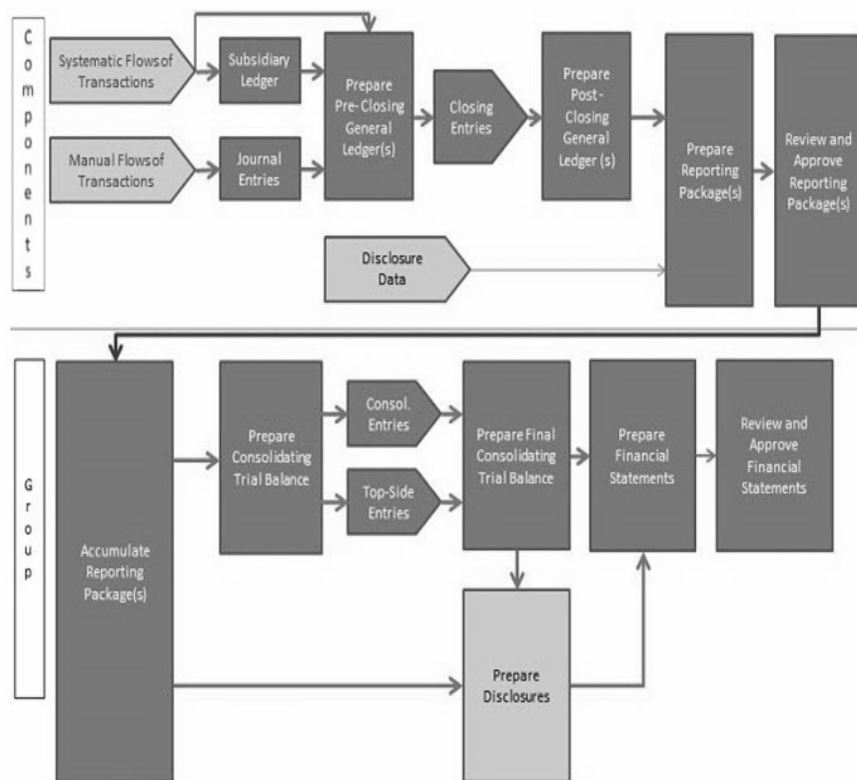 Components
Systematic Flows of
Transactions
Subsidiary
Ledger
Prepare
Pre- Closing
General
Ledger(s)
Closing
Entries
Prepare
Post-
Closing
General
Ledger (s)
Prepare
Reporting
Package(s)
Review and
Approve
Reporting
Package(s)
Manual Flows of
Transactions
Journal
Entries
Disclosure
Data
Group
Accumulate
Reporting
Package(s)
Prepare
Consolidating
Trial Balance
Consol.
Entries
Top-Side
Entries
Prepare Final
Consolidating
Trial Balance
Prepare
Financial
Statements
Review and
Approve
Financial
Statements
Prepare
Disclosures